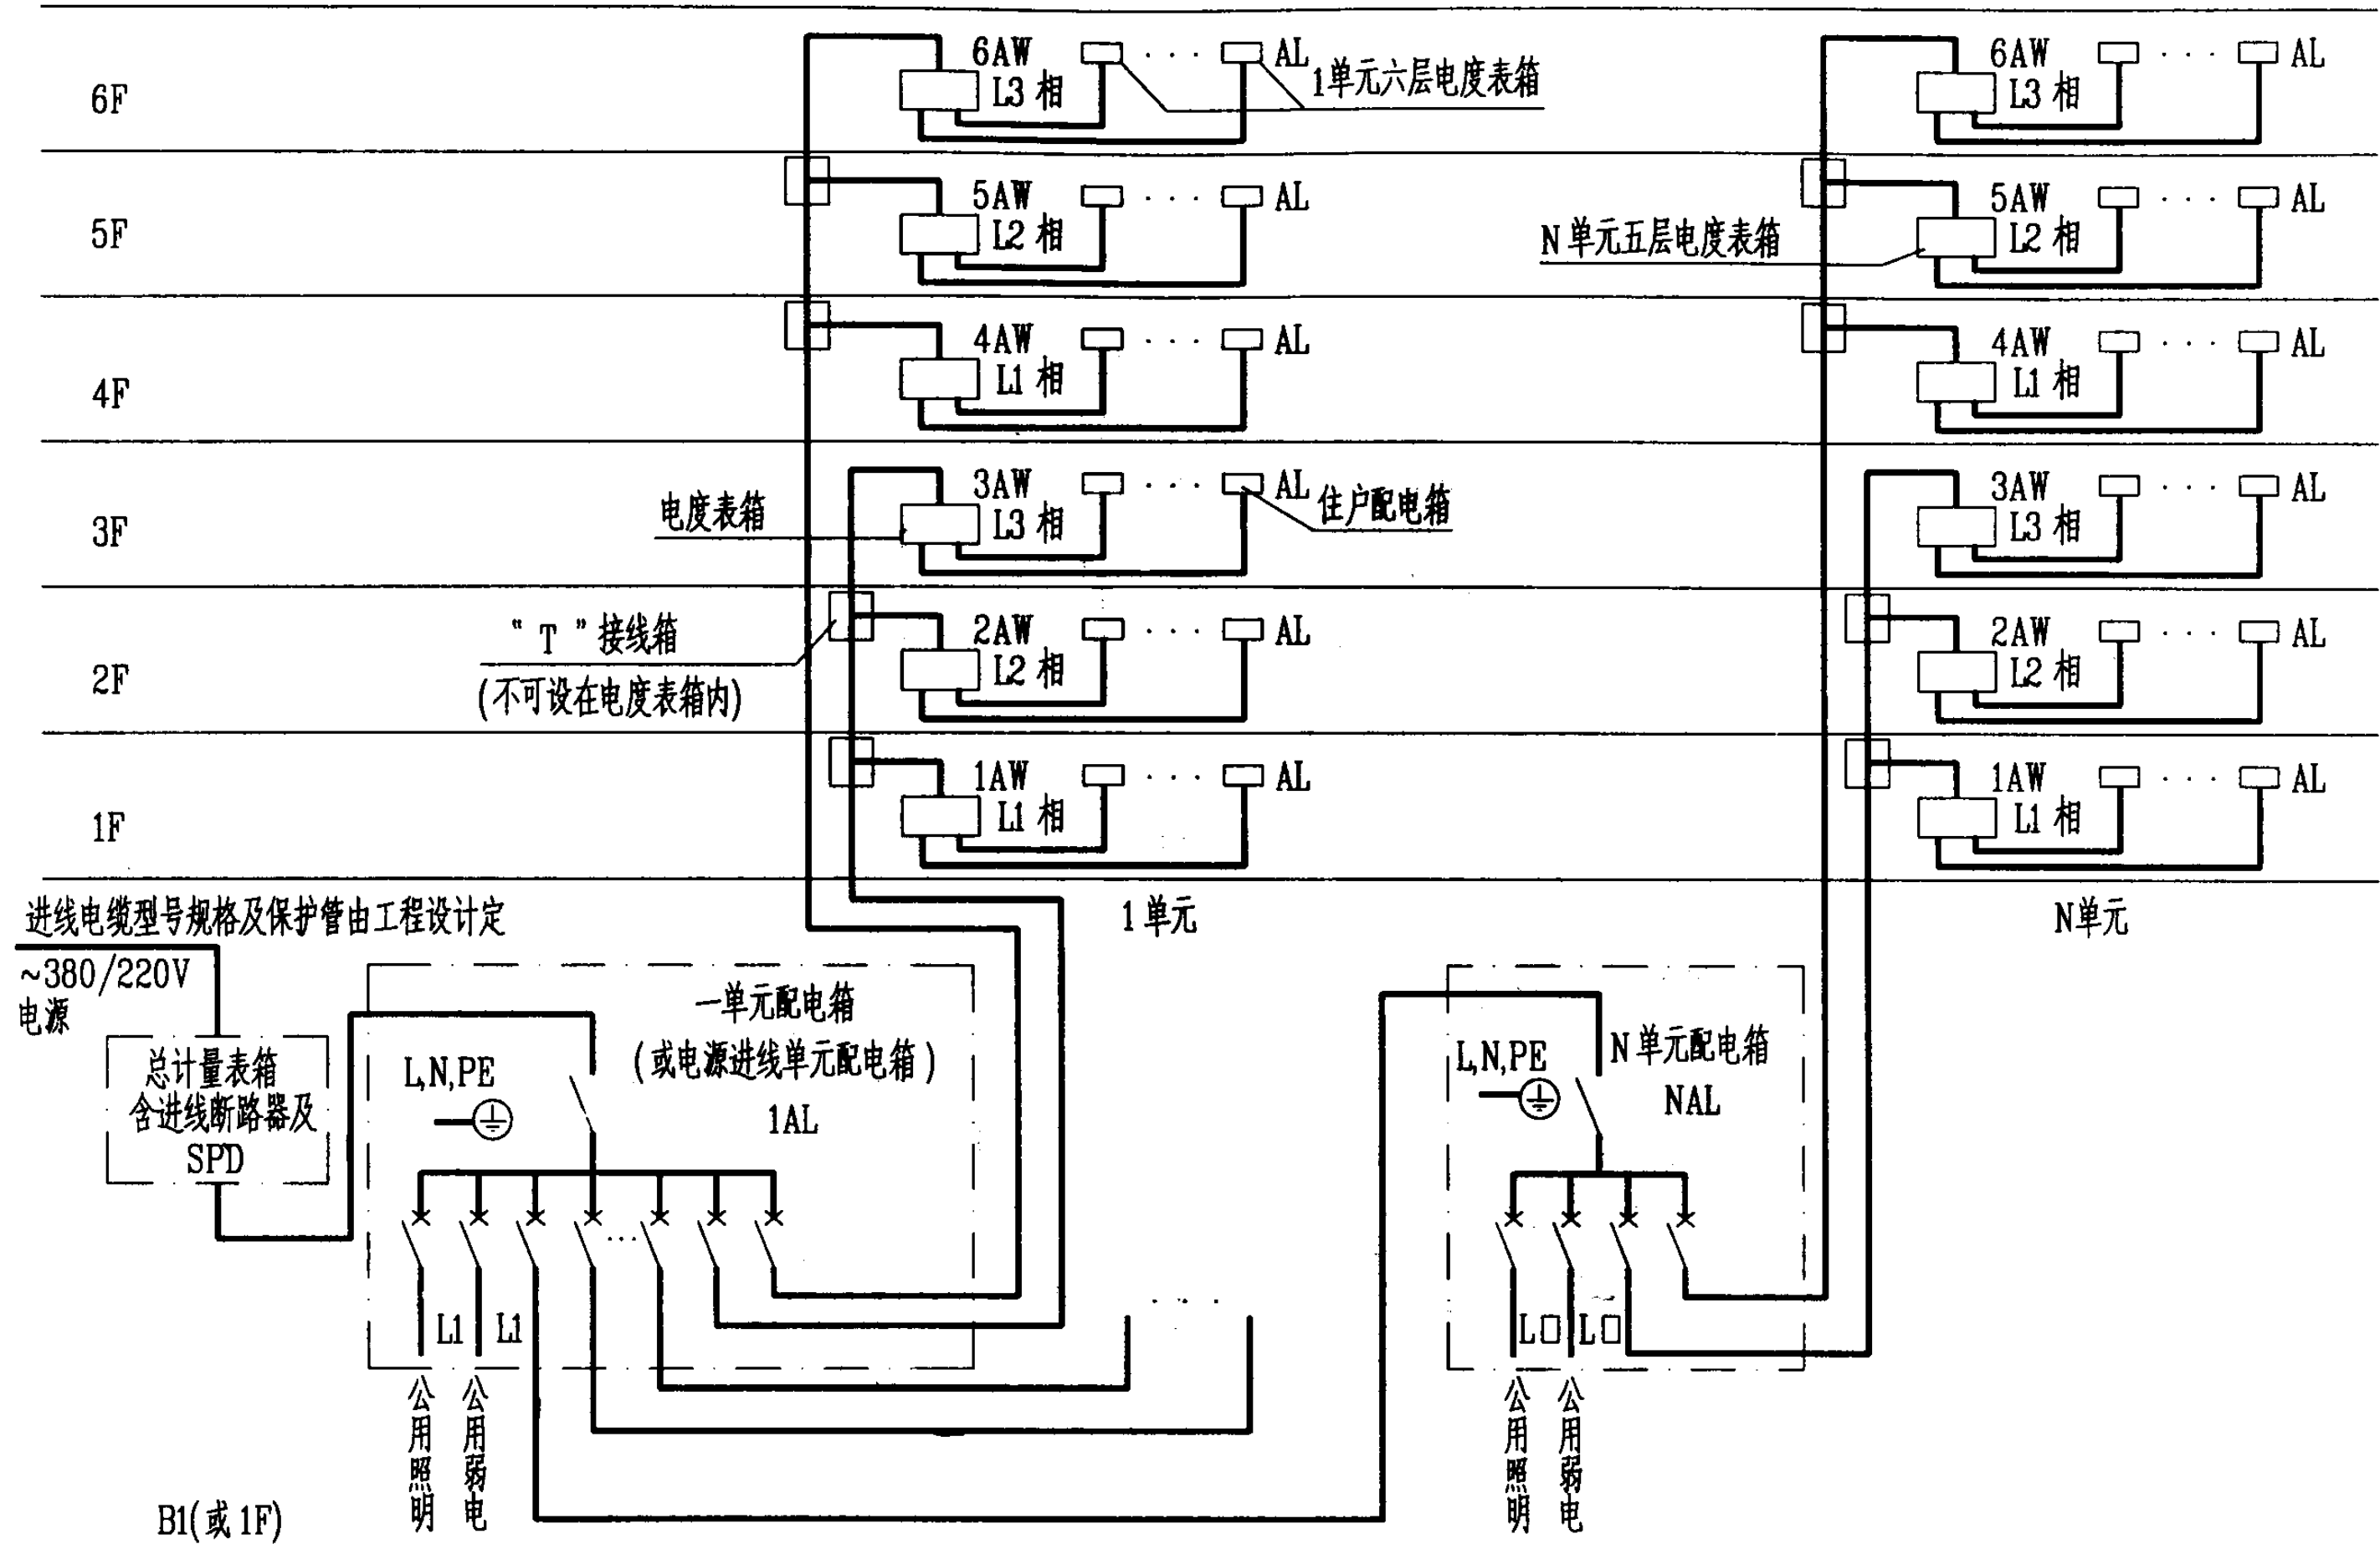 6F
6AW
L3 相
AL
1单元六层电度表箱
6AW
L3 相
AL
5F
5AW
L2 相
AL
N 单元五层电度表箱
5AW
L2 相
AL
4F
4AW
L1 相
AL
4AW
L1 相
AL
3F
电度表箱
3AW
L3 相
AL
住户配电箱
3AW
L3 相
AL
2F
“ T ”接线箱
(不可设在电度表箱内)
2AW
L2 相
AL
2AW
L2 相
AL
1F
1AW
L1 相
AL
1AW
L1 相
AL
1单元
N单元
进线电缆型号规格及保护管由工程设计定
~380/220V
电源
总计量表箱
含进线断路器及
SPD
一单元配电箱
(或电源进线单元配电箱)
1AL
L,N,PE
L1
L1
公用照明
公用弱电
···
N单元配电箱
NAL
L,N,PE
L□
L□
公用照明
公用弱电
B1(或 1F)